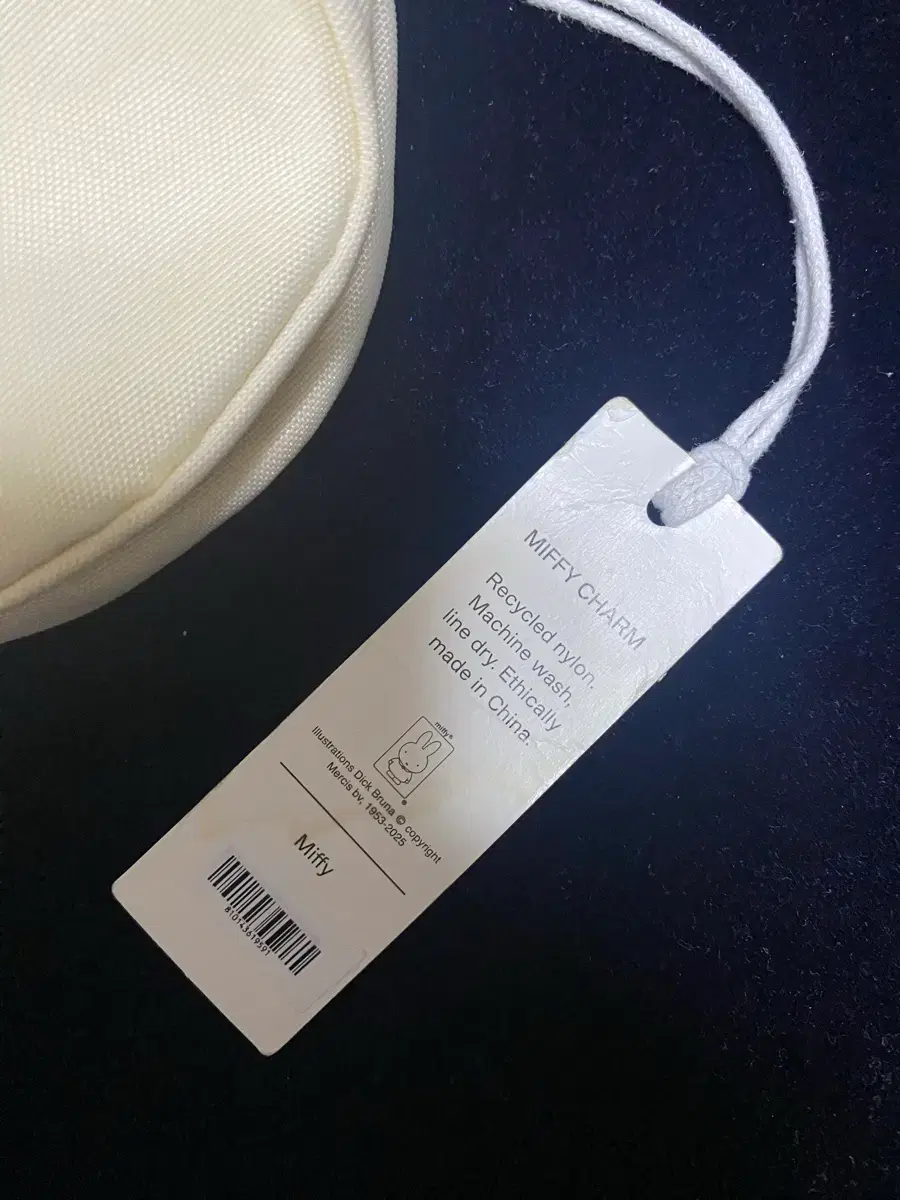 MIFFY CHARM
Recycled nylon.
Machine wash,
line dry. Ethically
made in China.
miffy®
Illustrations Dick Bruna © copyright
Mercis bv, 1953-2025
Miffy
810143619591